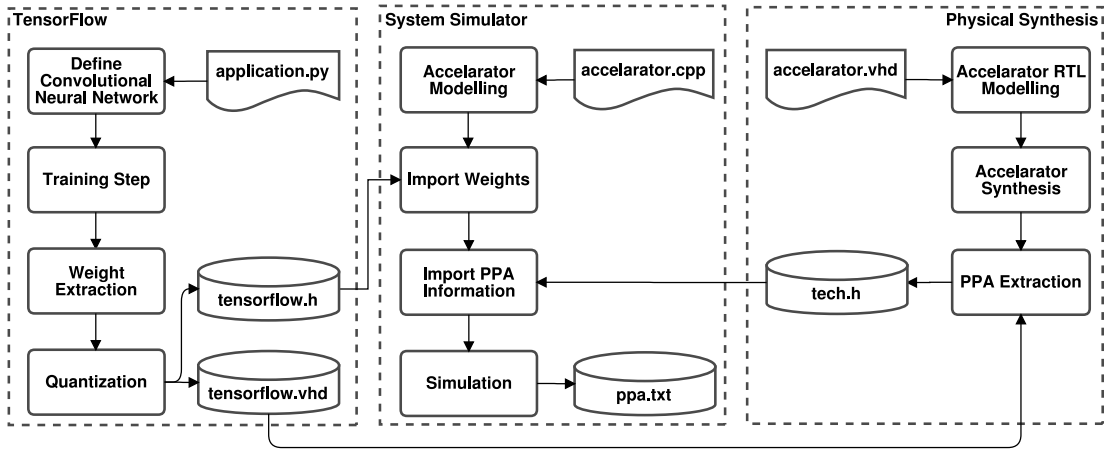 TensorFlow
Define
Convolutional
Neural Network
application.py
Training Step
Weight
Extraction
tensorflow.h
Quantization
tensorflow.vhd
System Simulator
Accelarator
Modelling
accelarator.cpp
Import Weights
Import PPA
Information
Simulation
ppa.txt
Physical Synthesis
accelarator.vhd
Accelarator RTL
Modelling
Accelarator
Synthesis
tech.h
PPA Extraction